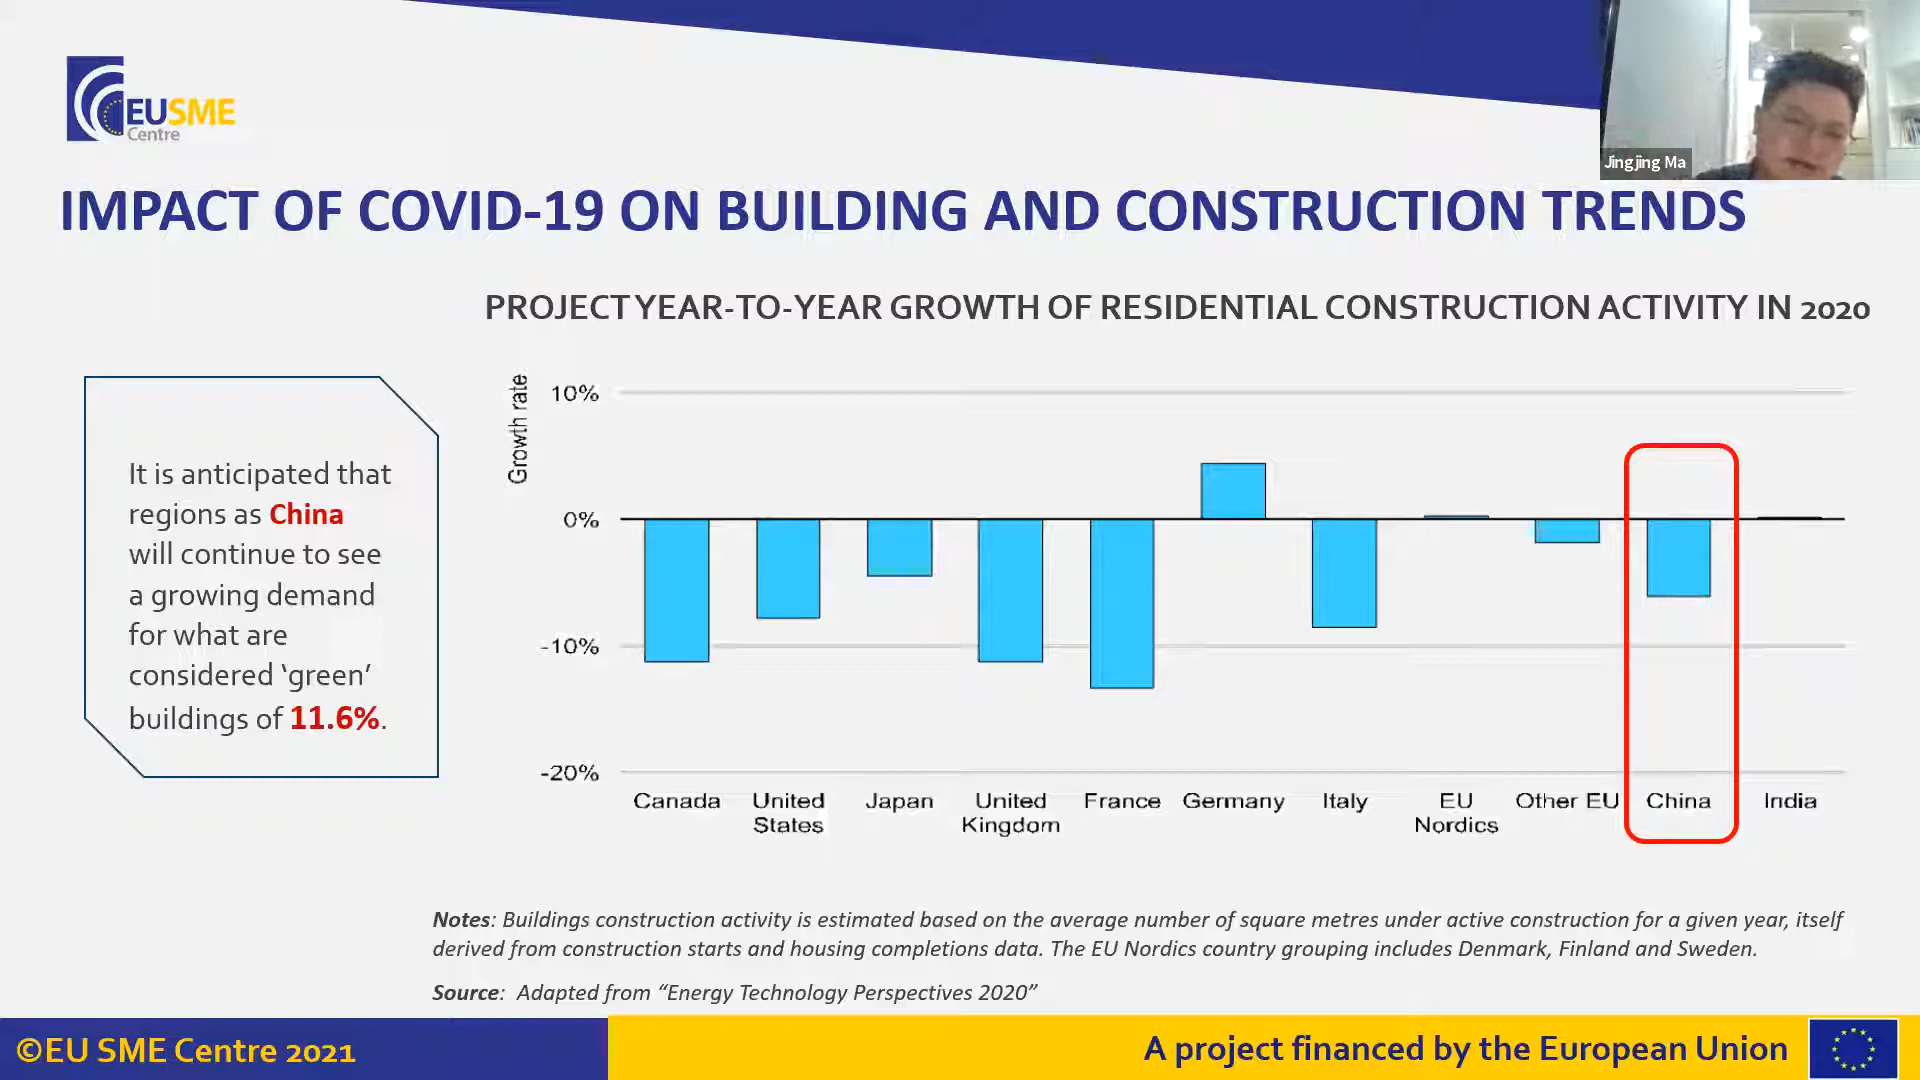 EUSME
Centre
Jingjing Ma
IMPACT OF COVID-19 ON BUILDING AND CONSTRUCTION TRENDS
PROJECT YEAR-TO-YEAR GROWTH OF RESIDENTIAL CONSTRUCTION ACTIVITY IN 2020
It is anticipated that
regions as China
will continue to see
a growing demand
for what are
considered ‘green’
buildings of 11.6%.
Growth rate
10%
0%
-10%
-20%
Canada
United
States
Japan
United
Kingdom
France
Germany
Italy
EU
Nordics
Other EU
China
India
Notes: Buildings construction activity is estimated based on the average number of square metres under active construction for a given year, itself
derived from construction starts and housing completions data. The EU Nordics country grouping includes Denmark, Finland and Sweden.
Source: Adapted from “Energy Technology Perspectives 2020”
©EU SME Centre 2021
A project financed by the European Union